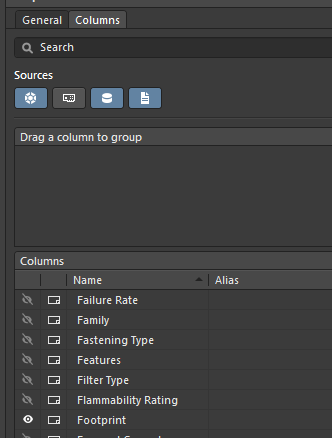 General Columns
Search
Sources
Drag a column to group
Columns
Name Alias
Failure Rate
Family
Fastening Type
Features
Filter Type
Flammability Rating
Footprint